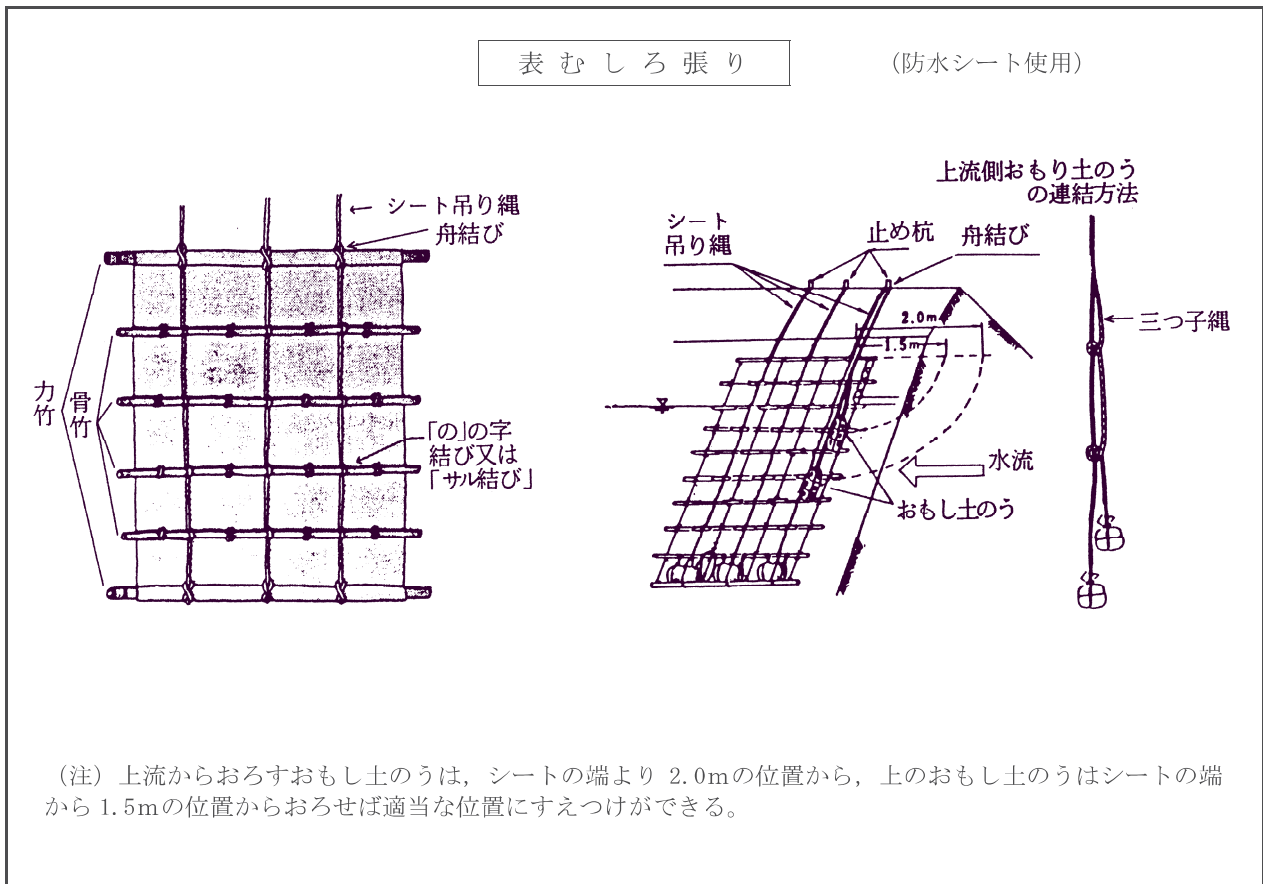 表むしろ張り
（防水シート使用）
シート吊り縄
舟結び
力竹
骨竹
「の」の字
結び又は
「サル結び」
シート
吊り縄
止め杭
舟結び
2.0m
1.5m
水流
おもし土のう
上流側おもり土のう
の連結方法
三つ子縄
（注）上流からおろすおもし土のうは，シートの端より 2.0mの位置から，上のおもし土のうはシートの端
から 1.5mの位置からおろせば適当な位置にすえつけができる。